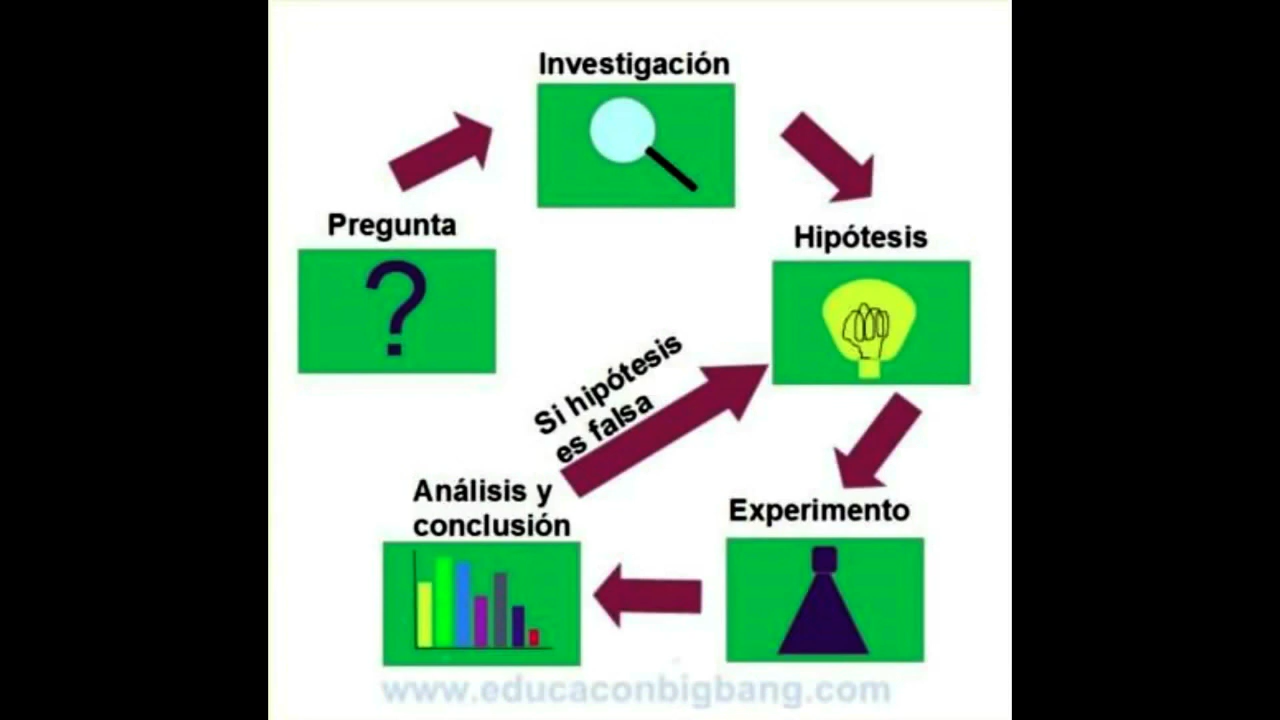 Investigación
Pregunta
?
Hipótesis
Si hipótesis
es falsa
Análisis y
conclusión
Experimento
www.educaconbigbang.com